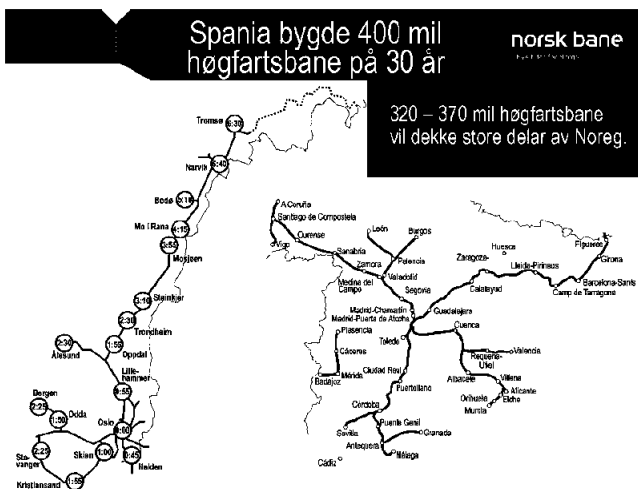 Spania bygde 400 mil
høgfartsbane på 30 år
norsk bane
320 – 370 mil høgfartsbane
vil dekke store delar av Noreg.
Tromsø
6:30
Narvik
5:40
Bodø
5:10
Mo i Rana
4:15
3:55
Mosjøen
Steinkjer
3:10
2:30
Trondheim
2:30
Ålesund
1:55
Oppdal
Lille-
hammer
0:55
Bergen
2:25
Odda
1:50
Oslo
0:00
Sta-
vanger
2:25
Skien
1:00
0:45
Halden
Kristiansand
1:55
A Coruña
Santiago de Compostela
Vigo
Ourense
Sanabria
Zamora
Medina del
Campo
León
Burgos
Palencia
Valladolid
Segovia
Madrid-Chamartín
Madrid-Puerta de Atocha
Guadalajara
Calatayud
Zaragoza
Huesca
Lleida-Pirineus
Camp de Tarragona
Barcelona-Sants
Girona
Figueres
Plasencia
Cáceres
Mérida
Badajoz
Toledo
Ciudad Real
Puertollano
Cuenca
Requena-
Utiel
Valencia
Albacete
Villena
Alicante
Elche
Orihuela
Murcia
Córdoba
Puente Genil
Sevilla
Antequera
Granada
Málaga
Cádiz